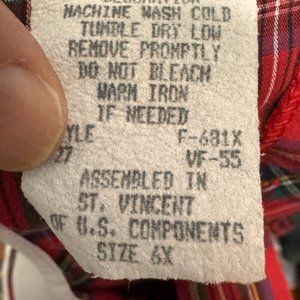 MACHINE WASH COLD
TUMBLE DRY LOW
REMOVE PROMPTLY
DO NOT BLEACH
WARM IRON
IF NEEDED
YLE F-681X
27 VF-55
ASSEMBLED IN
ST. VINCENT
OF U.S. COMPONENTS
SIZE 6X